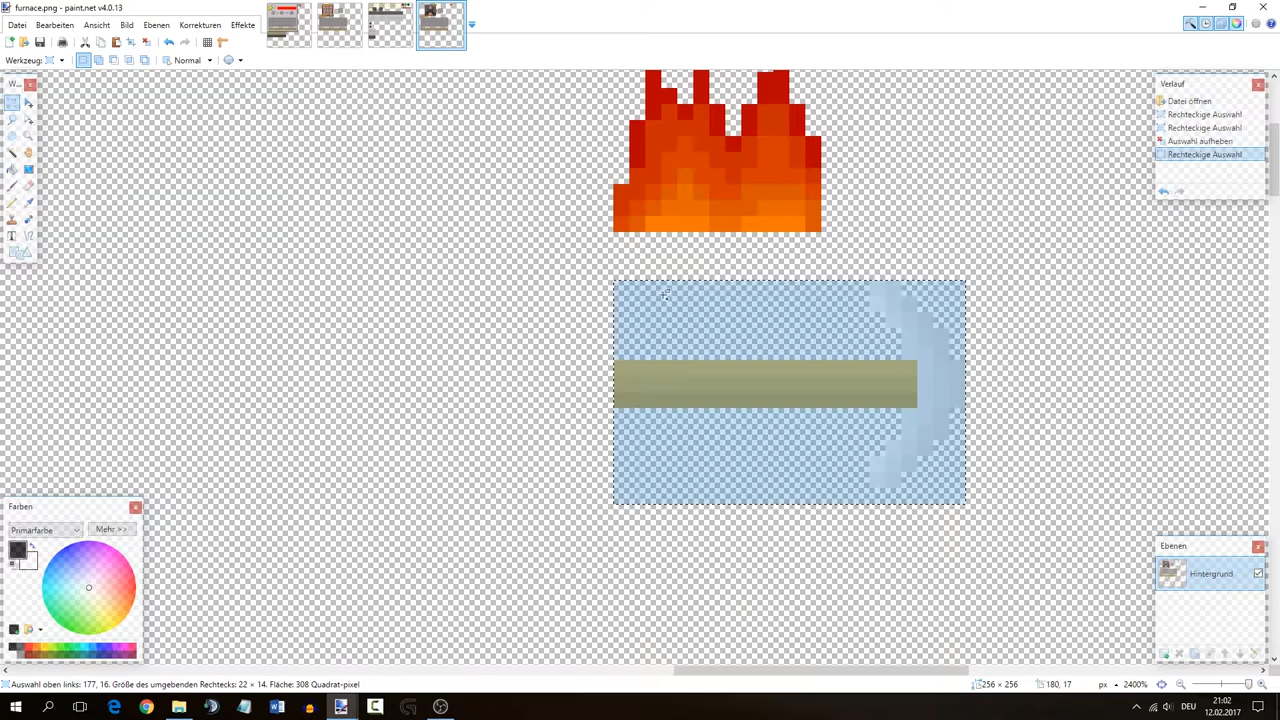 furnace.png - paint.net v4.0.13
Datei Bearbeiten Ansicht Bild Ebenen Korrekturen Effekte
Werkzeug: Normal
W...
Verlauf
Datei öffnen
Rechteckige Auswahl
Rechteckige Auswahl
Auswahl aufheben
Rechteckige Auswahl
Farben
Primärfarbe Mehr >>
Ebenen
Hintergrund
Auswahl oben links: 177, 16. Größe des umgebenden Rechtecks: 22 × 14. Fläche: 308 Quadrat-pixel 256 × 256 180, 17 px 2400%
DEU 21:02 12.02.2017